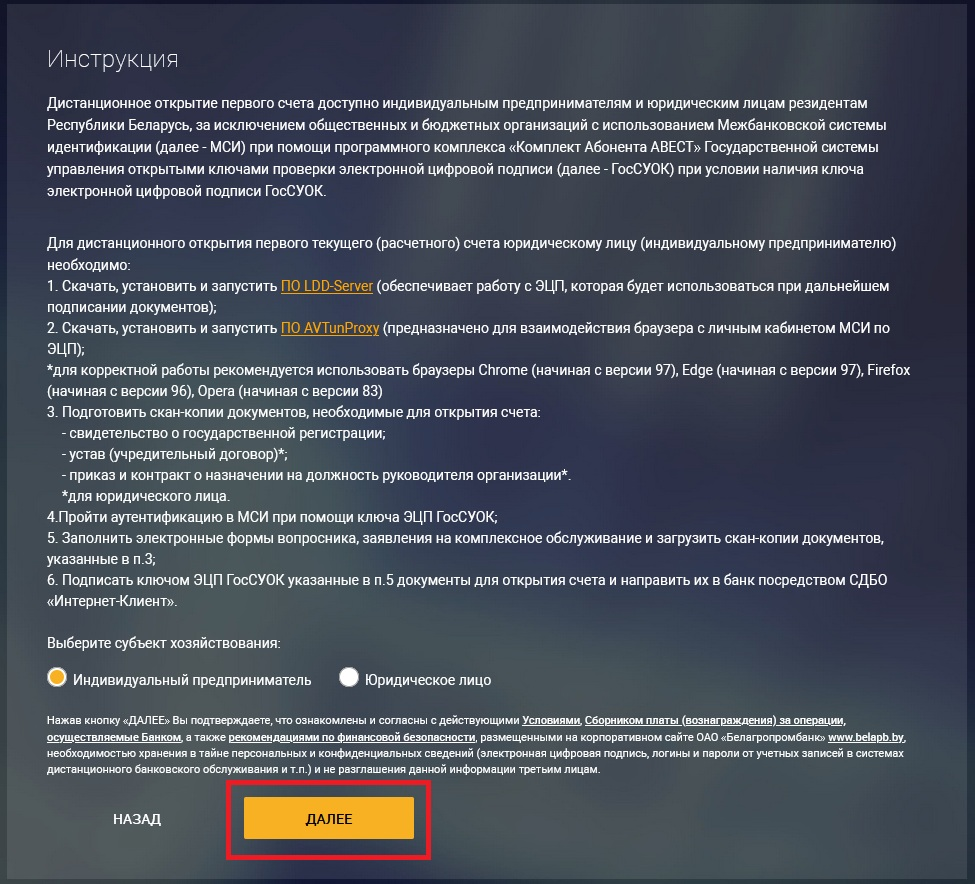 Инструкция
Дистанционное открытие первого счета доступно индивидуальным предпринимателям и юридическим лицам резидентам
Республики Беларусь, за исключением общественных и бюджетных организаций с использованием Межбанковской системы
идентификации (далее - МСИ) при помощи программного комплекса «Комплект Абонента АВЕСТ» Государственной системы
управления открытыми ключами проверки электронной цифровой подписи (далее - ГосСУОК) при условии наличия ключа
электронной цифровой подписи ГосСУОК.
Для дистанционного открытия первого текущего (расчетного) счета юридическому лицу (индивидуальному предпринимателю)
необходимо:
1. Скачать, установить и запустить ПО LDD-Server (обеспечивает работу с ЭЦП, которая будет использоваться при дальнейшем
подписании документов);
2. Скачать, установить и запустить ПО AVTunProxy (предназначено для взаимодействия браузера с личным кабинетом МСИ по
ЭЦП);
*для корректной работы рекомендуется использовать браузеры Chrome (начиная с версии 97), Edge (начиная с версии 97), Firefox
(начиная с версии 96), Opera (начиная с версии 83)
3. Подготовить скан-копии документов, необходимые для открытия счета:
- свидетельство о государственной регистрации;
- устав (учредительный договор)*;
- приказ и контракт о назначении на должность руководителя организации*.
*для юридического лица.
4.Пройти аутентификацию в МСИ при помощи ключа ЭЦП ГосСУОК;
5. Заполнить электронные формы вопросника, заявления на комплексное обслуживание и загрузить скан-копии документов,
указанные в п.3;
6. Подписать ключом ЭЦП ГосСУОК указанные в п.5 документы для открытия счета и направить их в банк посредством СДБО
«Интернет-Клиент».
Выберите субъект хозяйствования:
Индивидуальный предприниматель Юридическое лицо
Нажав кнопку «ДАЛЕЕ» Вы подтверждаете, что ознакомлены и согласны с действующими Условиями, Сборником платы (вознаграждения) за операции,
осуществляемые Банком, а также рекомендациями по финансовой безопасности, размещенными на корпоративном сайте ОАО «Белагропромбанк» www.belapb.by,
необходимостью хранения в тайне персональных и конфиденциальных сведений (электронная цифровая подпись, логины и пароли от учетных записей в системах
дистанционного банковского обслуживания и т.п.) и не разглашения данной информации третьим лицам.
НАЗАД ДАЛЕЕ